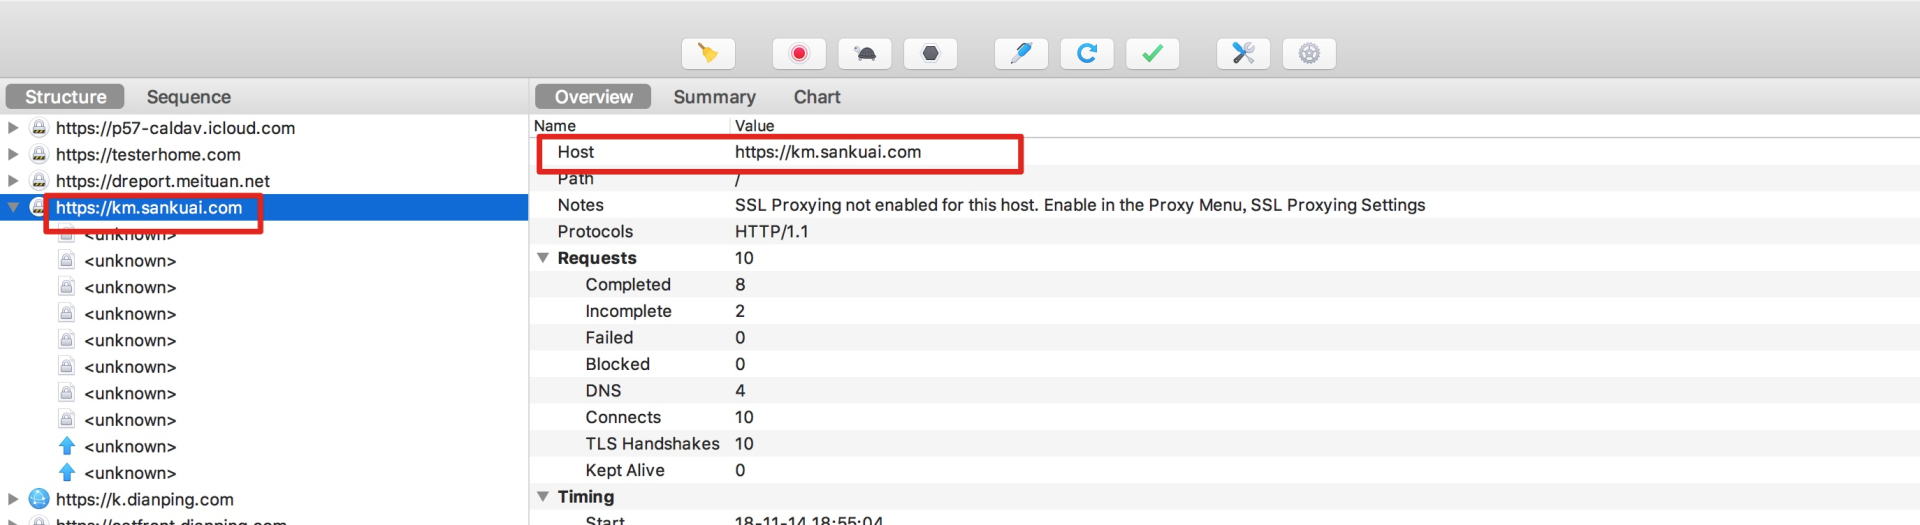 Structure Sequence
https://p57-caldav.icloud.com
https://testerhome.com
https://dreport.meituan.net
https://km.sankuai.com
<unknown>
<unknown>
<unknown>
<unknown>
<unknown>
<unknown>
<unknown>
<unknown>
<unknown>
<unknown>
https://k.dianping.com
https://catfront.dianping.com
Overview Summary Chart
Name Value
Host https://km.sankuai.com
Path /
Notes SSL Proxying not enabled for this host. Enable in the Proxy Menu, SSL Proxying Settings
Protocols HTTP/1.1
Requests 10
Completed 8
Incomplete 2
Failed 0
Blocked 0
DNS 4
Connects 10
TLS Handshakes 10
Kept Alive 0
Timing
Start 18-11-14 18:55:04